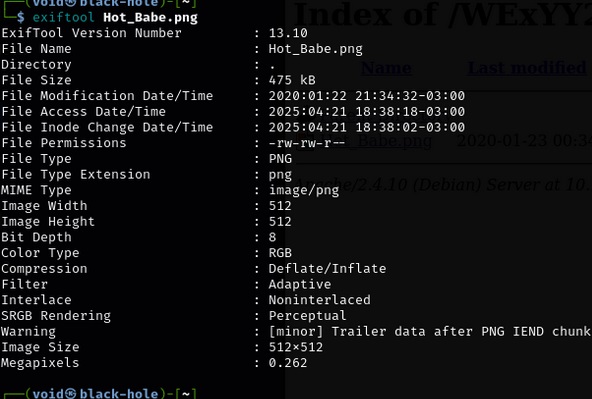 ┌──(void㉿black-hole)-[~]
└─$ exiftool Hot_Babe.png
Index of /WExYY2
ExifTool Version Number : 13.10
File Name : Hot_Babe.png
Directory : .
Name Last modified
File Size : 475 kB
File Modification Date/Time : 2020:01:22 21:34:32-03:00
File Access Date/Time : 2025:04:21 18:38:18-03:00
File Inode Change Date/Time : 2025:04:21 18:38:02-03:00
File Permissions : -rw-rw-r--
Hot_Babe.png 2020-01-23 00:3
File Type : PNG
File Type Extension : png
MIME Type : image/png
Apache/2.4.10 (Debian) Server at 10.
Image Width : 512
Image Height : 512
Bit Depth : 8
Color Type : RGB
Compression : Deflate/Inflate
Filter : Adaptive
Interlace : Noninterlaced
SRGB Rendering : Perceptual
Warning : [minor] Trailer data after PNG IEND chunk
Image Size : 512×512
Megapixels : 0.262
┌──(void㉿black-hole)-[~]